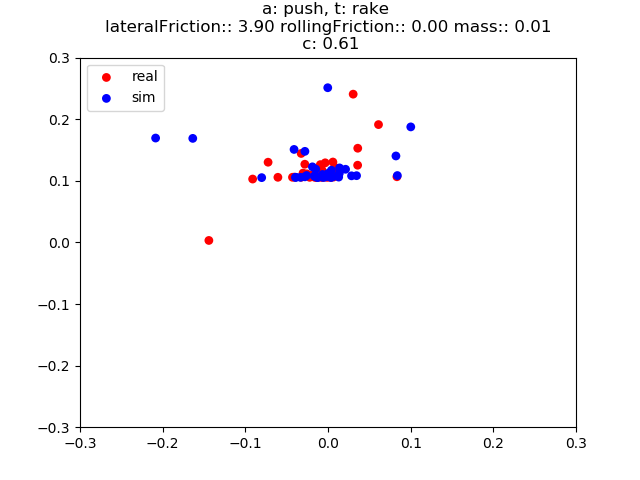 a: push, t: rake
lateralFriction:: 3.90 rollingFriction:: 0.00 mass:: 0.01
c: 0.61
real
sim
0.3
0.2
0.1
0.0
−0.1
−0.2
−0.3
−0.3
−0.2
−0.1
0.0
0.1
0.2
0.3